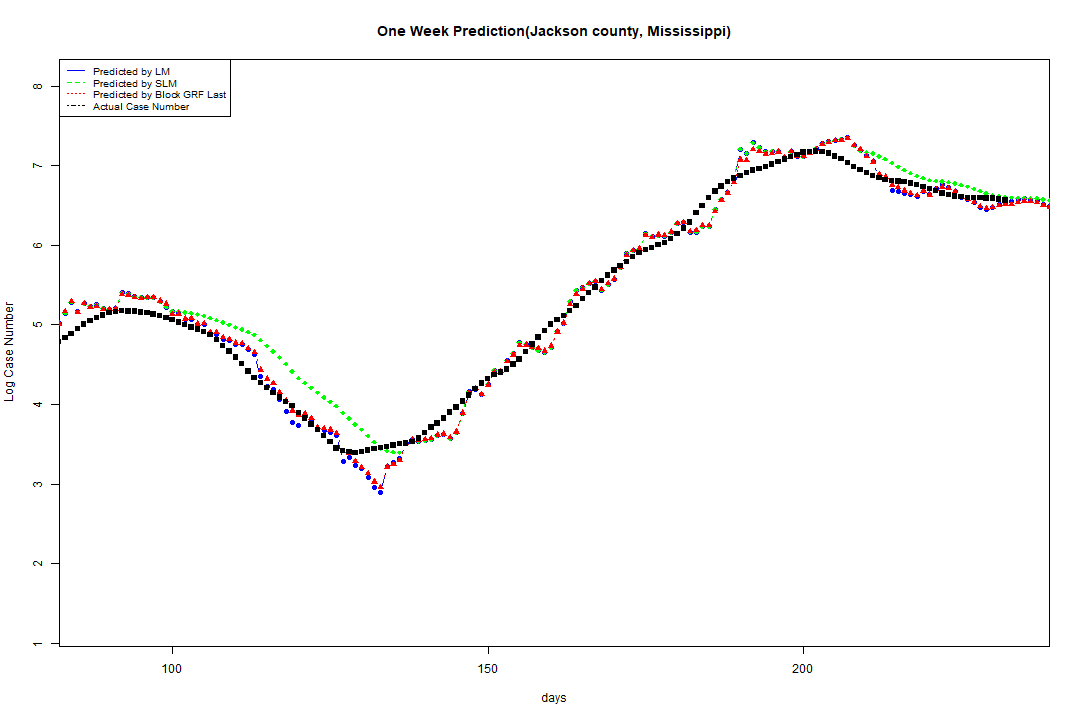 One Week Prediction(Jackson county, Mississippi)
Predicted by LM
Predicted by SLM
Predicted by Block GRF Last
Actual Case Number
8
7
6
5
4
3
2
1
Log Case Number
100 150 200
days